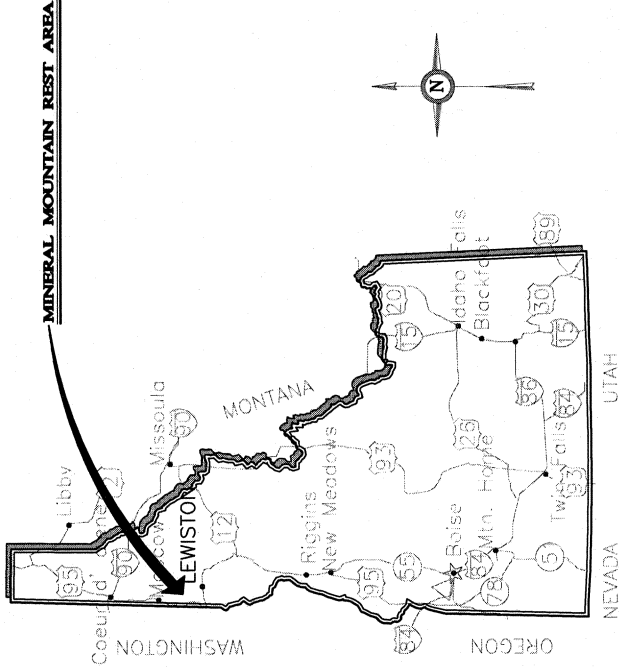 MINERAL MOUNTAIN REST AREA
N
Libby
2
95
Coeur d'
90
Missoula
90
MONTANA
LEWISTON
12
WASHINGTON
Riggins
New Meadows
93
95
55
20
15
Idaho Falls
Blackfoot
26
Boise
84
Mtn. Home
84
78
51
86
Twin Falls
93
84
30
15
89
OREGON
NEVADA
UTAH